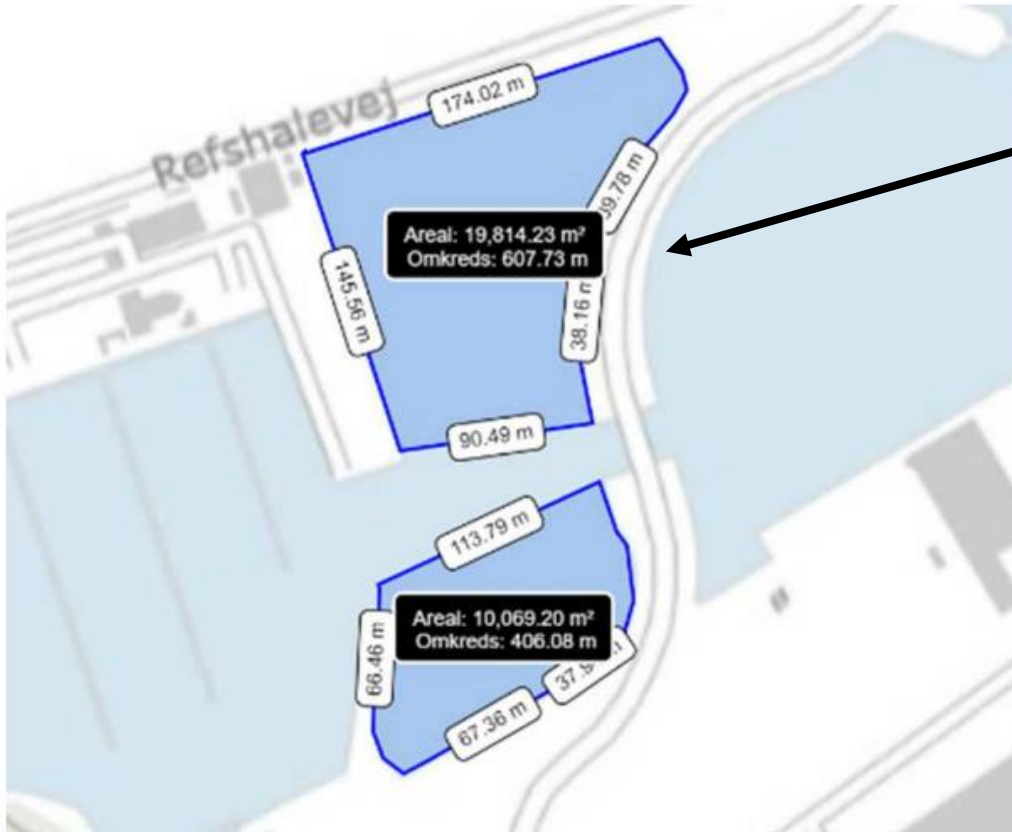 174.02 m
Refshalevej
Areal: 19,814.23 m²
Omkreds: 607.73 m
145.56 m
38.16 m
90.49 m
113.79 m
Areal: 10,069.20 m²
Omkreds: 406.08 m
66.46 m
67.36 m